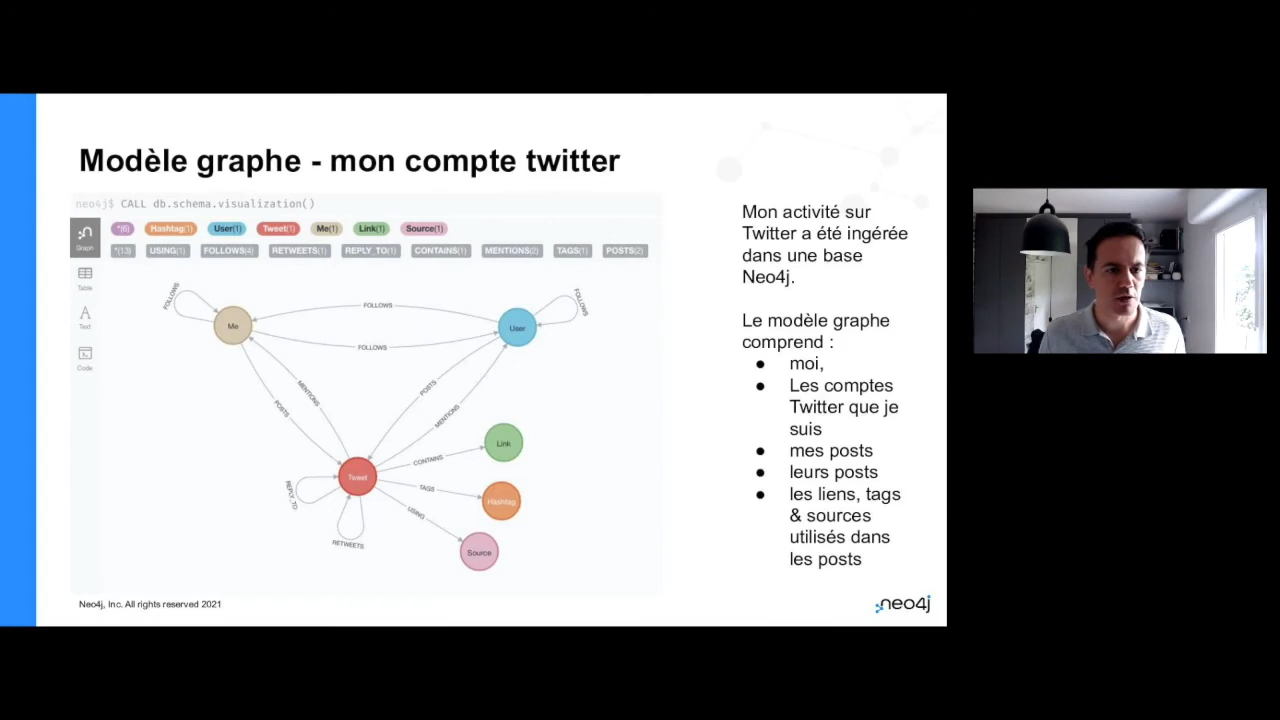 Modèle graphe - mon compte twitter
neo4j$ CALL db.schema.visualization()
*(6) Hashtag(1) User(1) Tweet(1) Me(1) Link(1) Source(1)
*(13) USING(1) FOLLOWS(4) RETWEETS(1) REPLY_TO(1) CONTAINS(1) MENTIONS(2) TAGS(1) POSTS(2)
Graph
Table
Text
Code
FOLLOWS
FOLLOWS
FOLLOWS
Me
User
FOLLOWS
MENTIONS
POSTS
POSTS
MENTIONS
Link
CONTAINS
Tweet
TAGS
Hashtag
REPLY_TO
USING
RETWEETS
Source
Mon activité sur
Twitter a été ingérée
dans une base
Neo4j.
Le modèle graphe
comprend :
● moi,
● Les comptes
Twitter que je
suis
● mes posts
● leurs posts
● les liens, tags
& sources
utilisés dans
les posts
Neo4j, Inc. All rights reserved 2021
neo4j